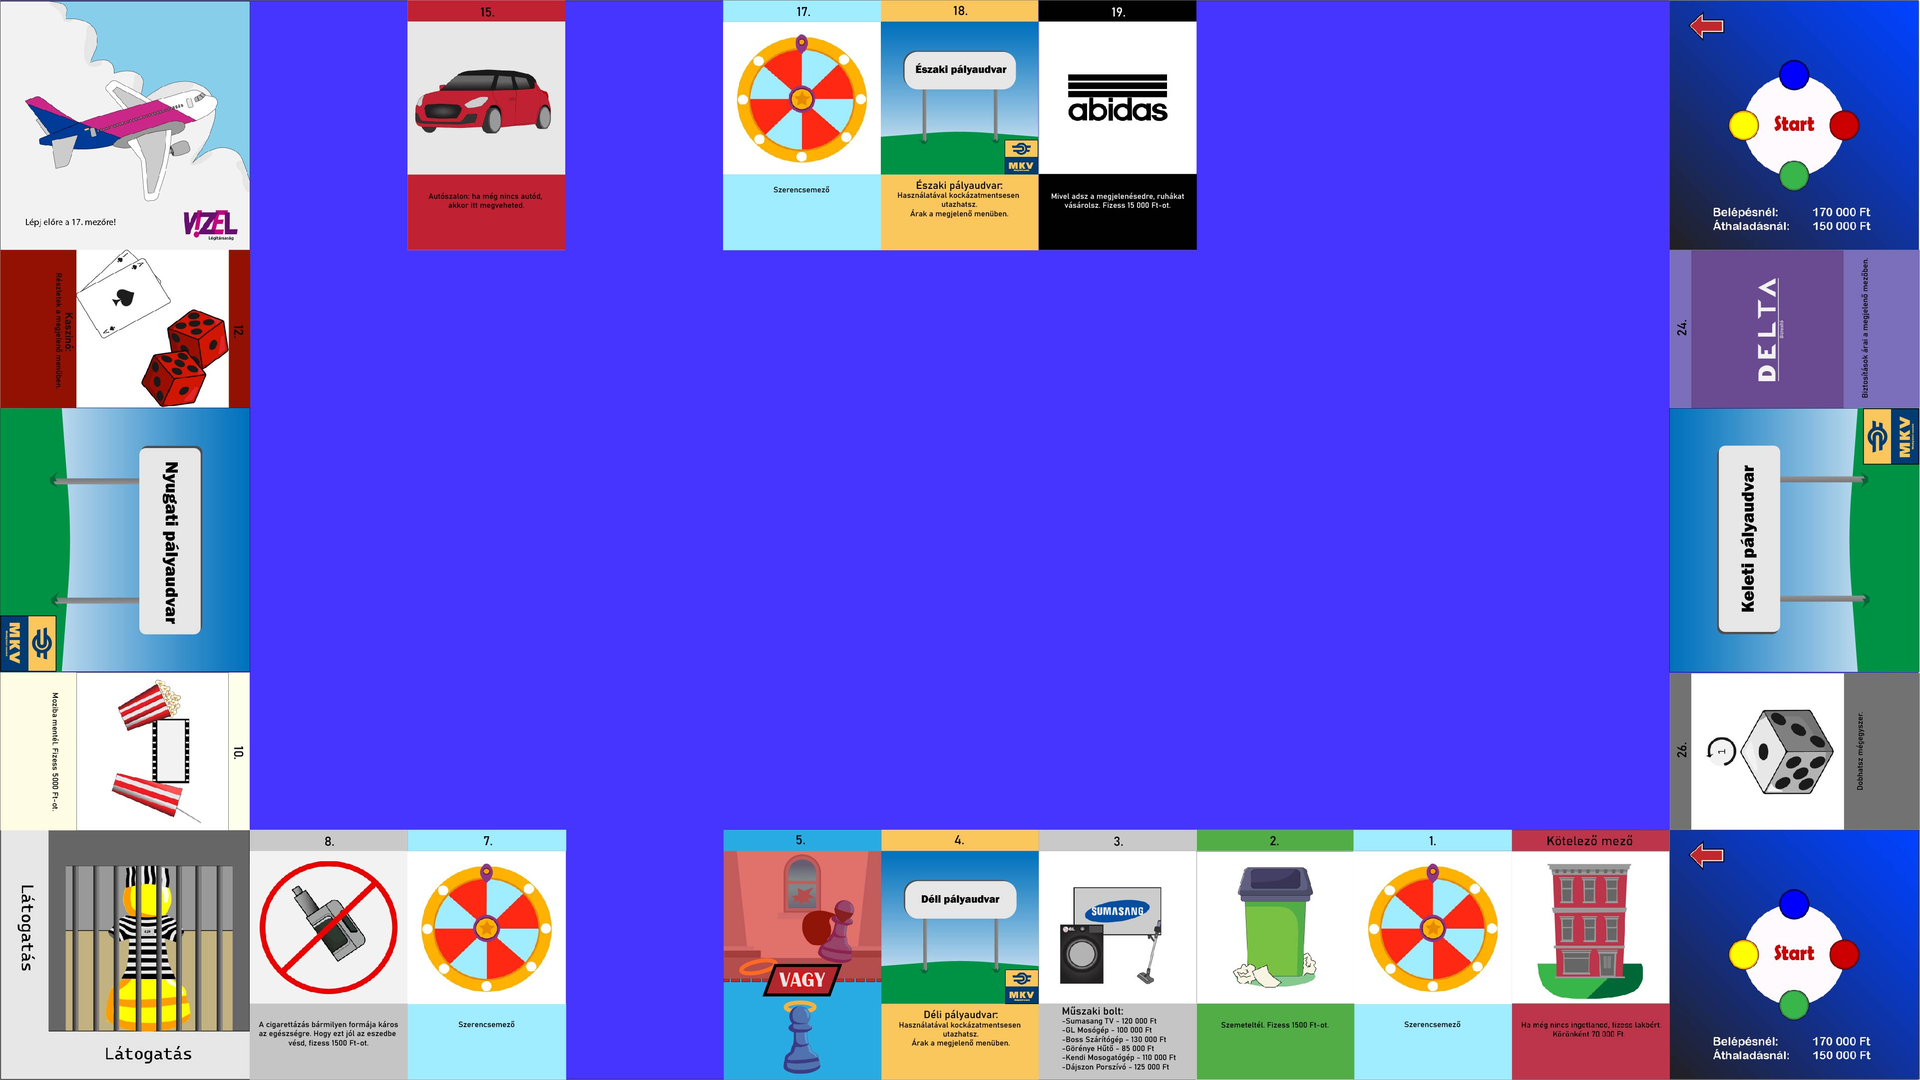 Lépj előre a 17. mezőre!
VIZEL
Légitársaság
15.
Autószalon: ha még nincs autód,
akkor itt megveheted.
17.
Szerencsemező
18.
Északi pályaudvar
MKV
Északi pályaudvar:
Használatával kockázatmentsesen
utazhatsz.
Árak a megjelenő menüben.
19.
abidas
Mivel adsz a megjelenésedre, ruhákat
vásárolsz. Fizess 15 000 Ft-ot.
Start
Belépésnél: 170 000 Ft
Áthaladásnál: 150 000 Ft
12.
Kaszinó:
Részletek a megjelenő menüben.
24.
DELTA
Biztosítások árai a megjelenő mezőben.
Nyugati pályaudvar
MKV
Keleti pályaudvar
MKV
10.
Moziba mentél. Fizess 5000 Ft-ot.
26.
1
Dobhatsz mégegyszer.
Látogatás
Látogatás
8.
A cigarettázás bármilyen formája káros
az egészségre. Hogy ezt jól az eszedbe
vésd, fizess 1500 Ft-ot.
7.
Szerencsemező
5.
VAGY
4.
Déli pályaudvar
MKV
Déli pályaudvar:
Használatával kockázatmentsesen
utazhatsz.
Árak a megjelenő menüben.
3.
SUMASANG
GL
Műszaki bolt:
-Sumasang TV - 120 000 Ft
-GL Mosógép - 100 000 Ft
-Boss Szárítógép - 130 000 Ft
-Görénye Hűtő - 85 000 Ft
-Kendi Mosogatógép - 110 000 Ft
-Dájszon Porszívó - 125 000 Ft
2.
Szemeteltél. Fizess 1500 Ft-ot.
1.
Szerencsemező
Kötelező mező
Ha még nincs ingatlanod, fizess lakbért.
Körönként 70 000 Ft.
Start
Belépésnél: 170 000 Ft
Áthaladásnál: 150 000 Ft